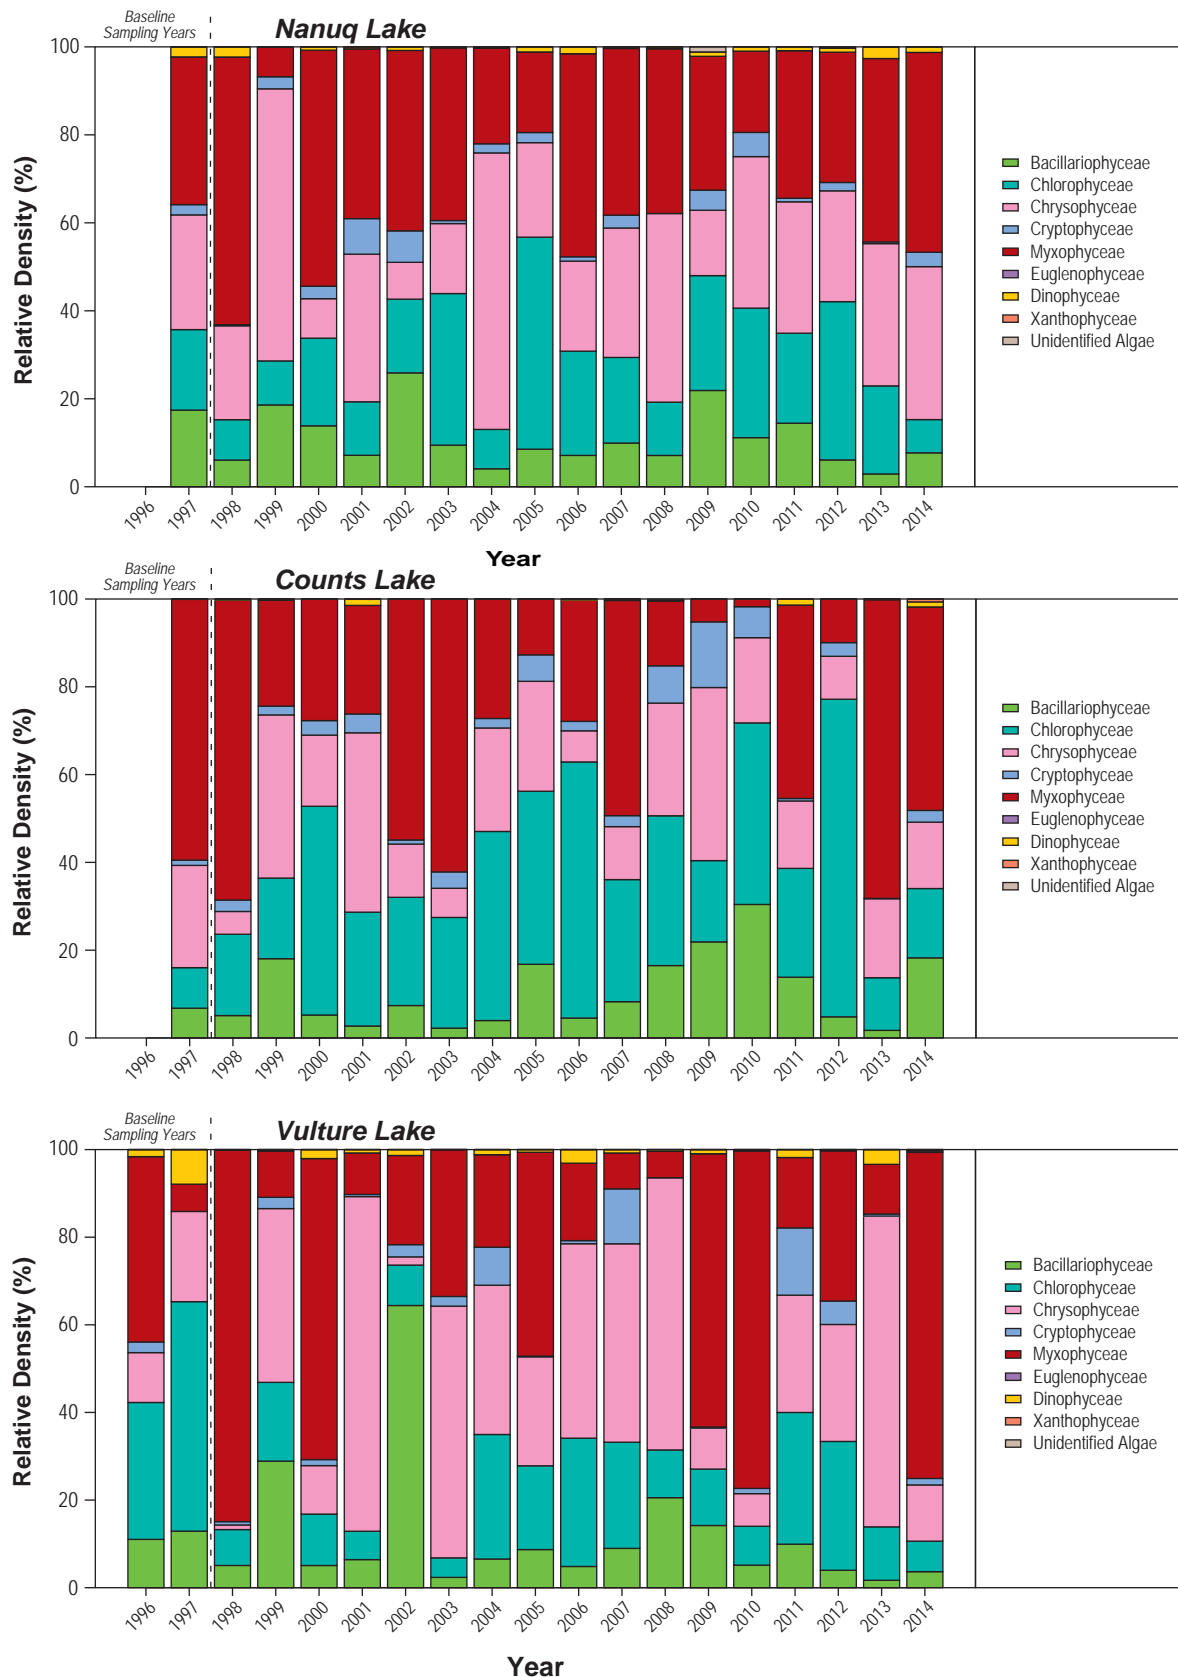 Baseline
Sampling Years
Nanuq Lake
Relative Density (%)
100
80
60
40
20
0
1996 1997 1998 1999 2000 2001 2002 2003 2004 2005 2006 2007 2008 2009 2010 2011 2012 2013 2014
Year
Bacillariophyceae
Chlorophyceae
Chrysophyceae
Cryptophyceae
Myxophyceae
Euglenophyceae
Dinophyceae
Xanthophyceae
Unidentified Algae
Baseline
Sampling Years
Counts Lake
Relative Density (%)
100
80
60
40
20
0
1996 1997 1998 1999 2000 2001 2002 2003 2004 2005 2006 2007 2008 2009 2010 2011 2012 2013 2014
Bacillariophyceae
Chlorophyceae
Chrysophyceae
Cryptophyceae
Myxophyceae
Euglenophyceae
Dinophyceae
Xanthophyceae
Unidentified Algae
Baseline
Sampling Years
Vulture Lake
Relative Density (%)
100
80
60
40
20
0
1996 1997 1998 1999 2000 2001 2002 2003 2004 2005 2006 2007 2008 2009 2010 2011 2012 2013 2014
Year
Bacillariophyceae
Chlorophyceae
Chrysophyceae
Cryptophyceae
Myxophyceae
Euglenophyceae
Dinophyceae
Xanthophyceae
Unidentified Algae